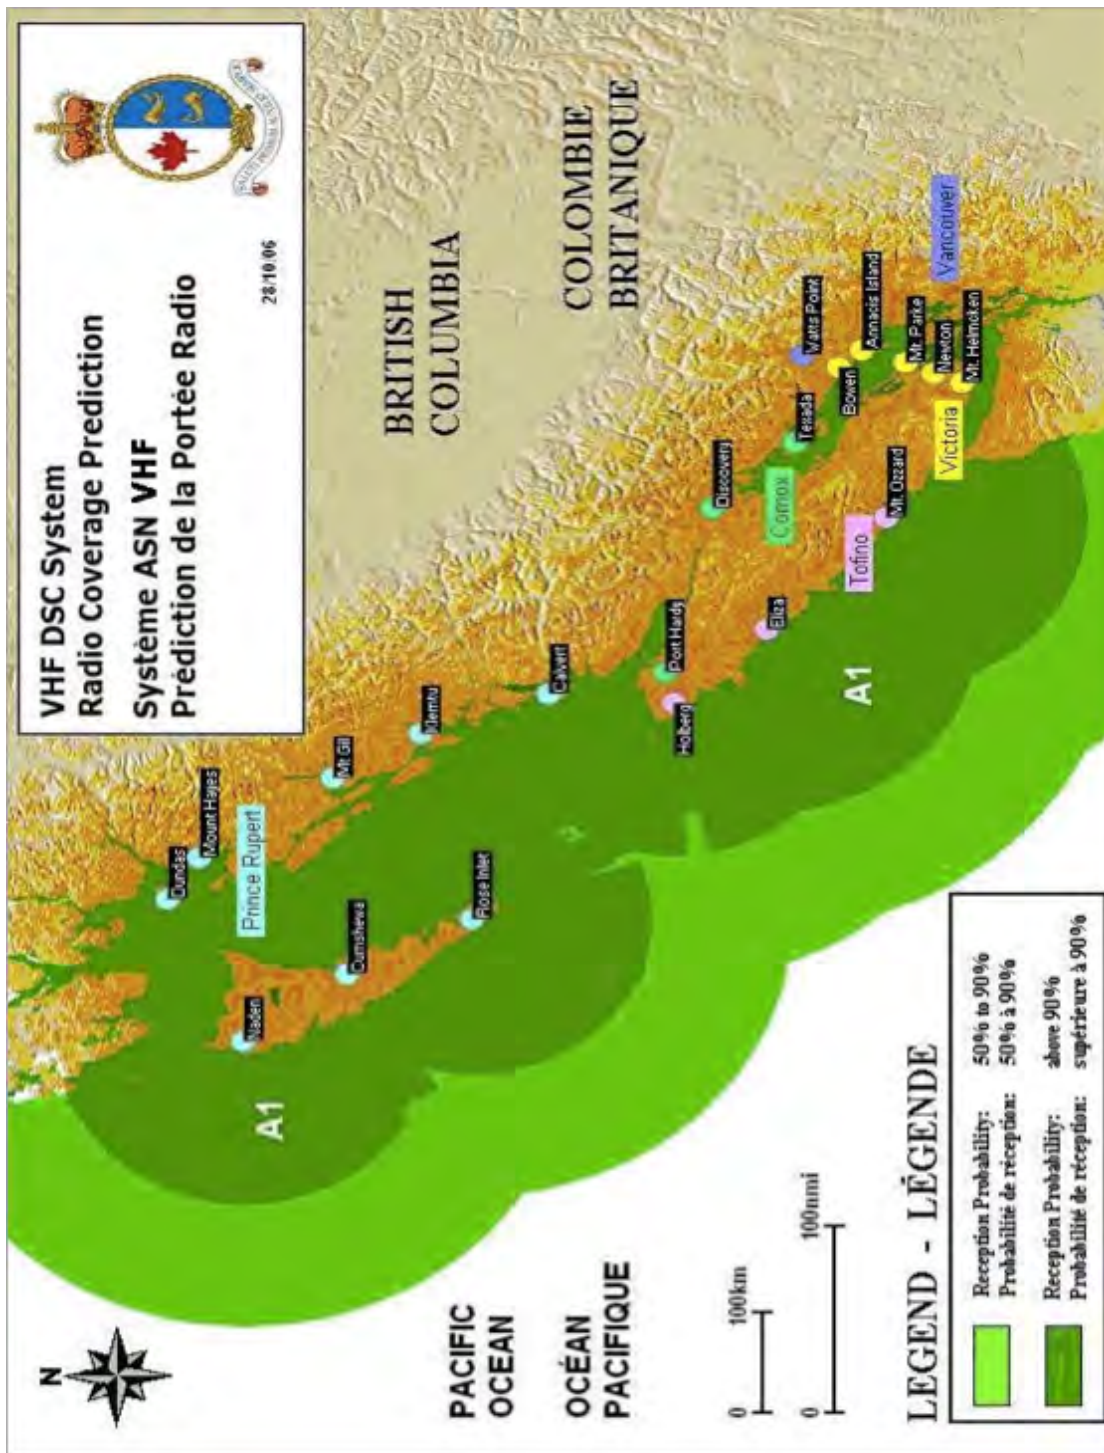 VHF DSC System
Radio Coverage Prediction
Système ASN VHF
Prédiction de la Portée Radio
28/10/06
N
BRITISH
COLUMBIA
COLOMBIE
BRITANIQUE
PACIFIC
OCEAN
OCÉAN
PACIFIQUE
A1
A1
Dundas
Mount Hayes
Prince Rupert
Naden
Cumshewa
Rose Inlet
Mt Gil
Klemtu
Calvert
Port Hardy
Holberg
Eliza
Discovery
Comox
Texada
Tofino
Mt. Ozzard
Watts Point
Bowen
Annacis Island
Mt. Parke
Newton
Mt. Helmcken
Vancouver
Victoria
0 100km
0 100nmi
LEGEND - LÉGENDE
Reception Probability: 50% to 90%
Probabilité de réception: 50% à 90%
Reception Probability: above 90%
Probabilité de réception: supérieure à 90%